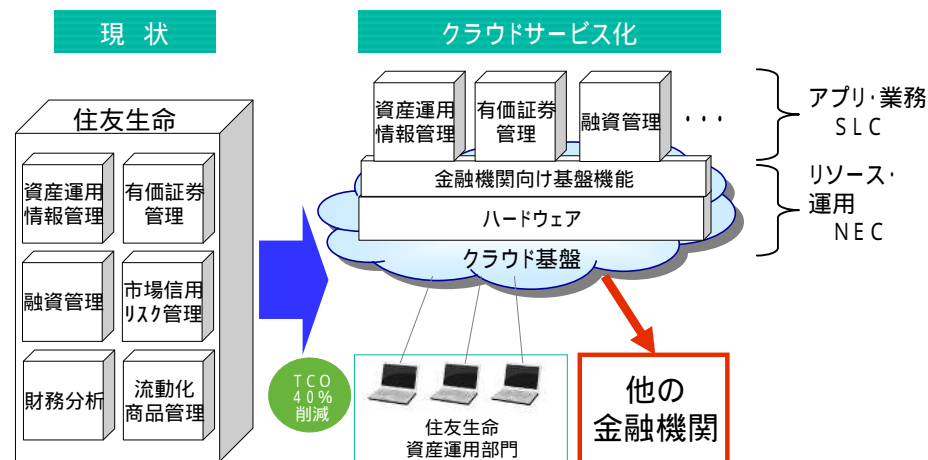 現 状
クラウドサービス化
住友生命
資産運用
情報管理
有価証券
管理
融資管理
市場信用
リスク管理
財務分析
流動化
商品管理
資産運用
情報管理
有価証券
管理
融資管理
・・・
金融機関向け基盤機能
ハードウェア
クラウド基盤
アプリ・業務
SLC
リソース・
運用
NEC
TCO
40%
削減
住友生命
資産運用部門
他の
金融機関